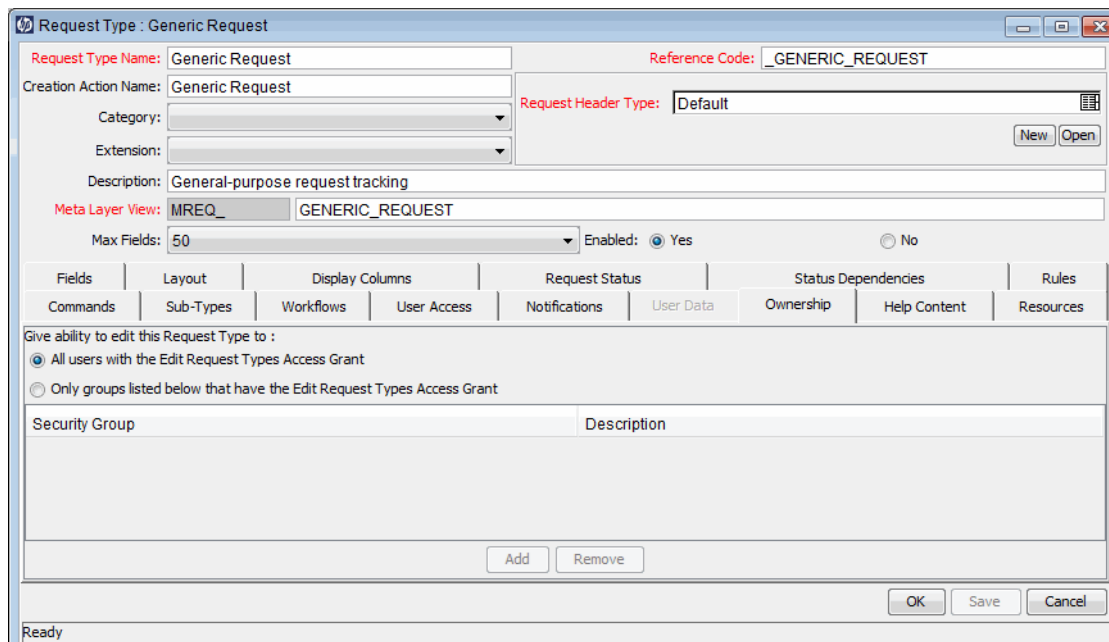 Request Type : Generic Request
Request Type Name: Generic Request Reference Code: _GENERIC_REQUEST
Creation Action Name: Generic Request
Request Header Type: Default
Category:
New Open
Extension:
Description: General-purpose request tracking
Meta Layer View: MREQ_ GENERIC_REQUEST
Max Fields: 50 Enabled: Yes No
Fields Layout Display Columns Request Status Status Dependencies Rules
Commands Sub-Types Workflows User Access Notifications User Data Ownership Help Content Resources
Give ability to edit this Request Type to :
All users with the Edit Request Types Access Grant
Only groups listed below that have the Edit Request Types Access Grant
Security Group Description
Add Remove
OK Save Cancel
Ready